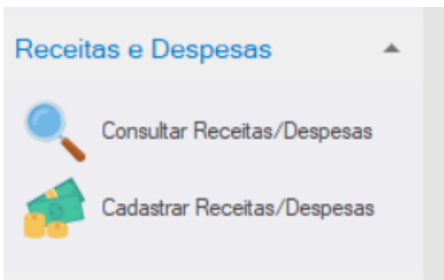 Receitas e Despesas
Consultar Receitas/Despesas
Cadastrar Receitas/Despesas